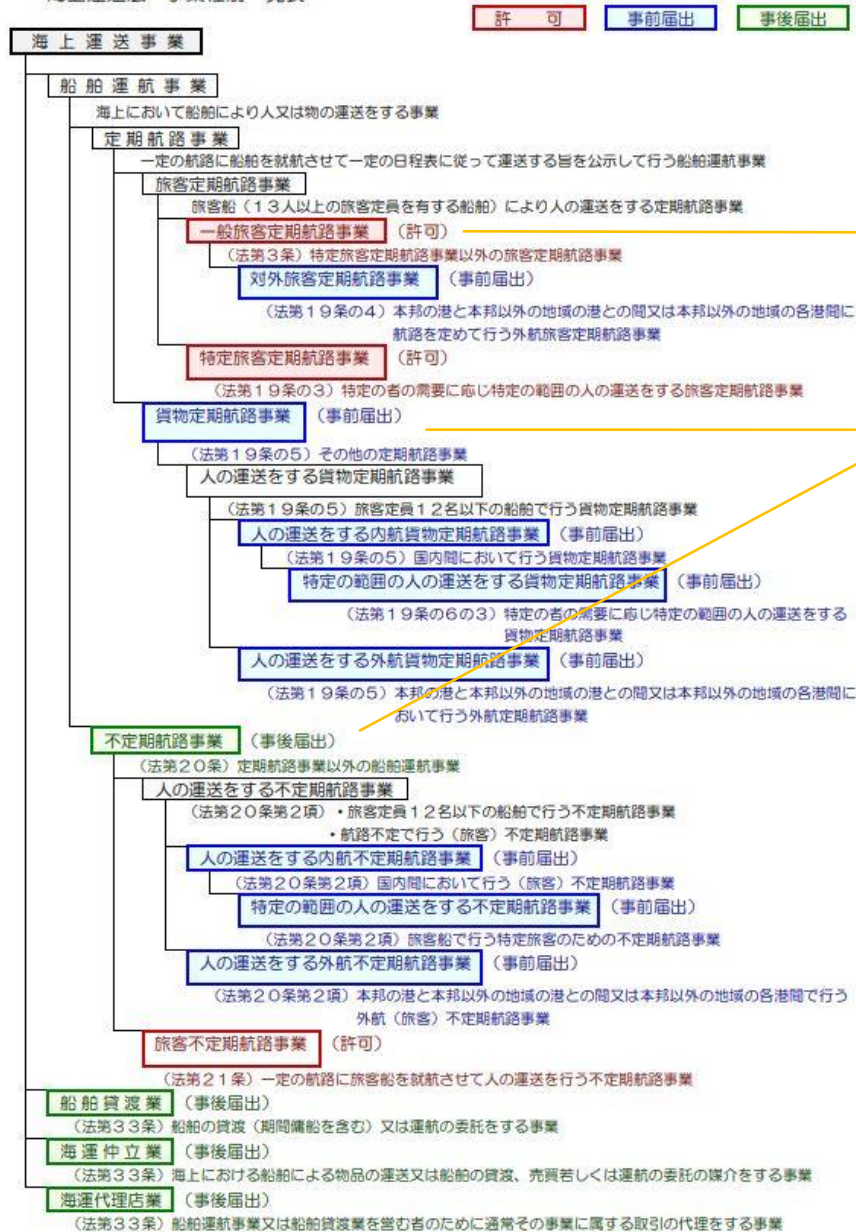 許 可 事前届出 事後届出
海上運送事業
船舶運航事業
海上において船舶により人又は物の運送をする事業
定期航路事業
一定の航路に船舶を就航させて一定の日程表に従って運送する旨を公示して行う船舶運航事業
旅客定期航路事業
旅客船（13人以上の旅客定員を有する船舶）により人の運送をする定期航路事業
一般旅客定期航路事業（許可）
（法第3条）特定旅客定期航路事業以外の旅客定期航路事業
対外旅客定期航路事業（事前届出）
（法第19条の4）本邦の港と本邦以外の地域の港との間又は本邦以外の地域の各港間に
航路を定めて行う外航旅客定期航路事業
特定旅客定期航路事業（許可）
（法第19条の3）特定の者の需要に応じ特定の範囲の人の運送をする旅客定期航路事業
貨物定期航路事業（事前届出）
（法第19条の5）その他の定期航路事業
人の運送をする貨物定期航路事業
（法第19条の5）旅客定員12名以下の船舶で行う貨物定期航路事業
人の運送をする内航貨物定期航路事業（事前届出）
（法第19条の5）国内間において行う貨物定期航路事業
特定の範囲の人の運送をする貨物定期航路事業（事前届出）
（法第19条の6の3）特定の者の需要に応じ特定の範囲の人の運送をする
貨物定期航路事業
人の運送をする外航貨物定期航路事業（事前届出）
（法第19条の5）本邦の港と本邦以外の地域の港との間又は本邦以外の地域の各港間に
おいて行う外航定期航路事業
不定期航路事業（事後届出）
（法第20条）定期航路事業以外の船舶運航事業
人の運送をする不定期航路事業
（法第20条第2項）・旅客定員12名以下の船舶で行う不定期航路事業
・航路不定で行う（旅客）不定期航路事業
人の運送をする内航不定期航路事業（事前届出）
（法第20条第2項）国内間において行う（旅客）不定期航路事業
特定の範囲の人の運送をする不定期航路事業（事前届出）
（法第20条第2項）旅客船で行う特定旅客のための不定期航路事業
人の運送をする外航不定期航路事業（事前届出）
（法第20条第2項）本邦の港と本邦以外の地域の港との間又は本邦以外の地域の各港間で行う
外航（旅客）不定期航路事業
旅客不定期航路事業（許可）
（法第21条）一定の航路に旅客船を就航させて人の運送を行う不定期航路事業
船舶貸渡業（事後届出）
（法第33条）船舶の貸渡（期間傭船を含む）又は運航の委託をする事業
海運仲立業（事後届出）
（法第33条）海上における船舶による物品の運送又は船舶の貸渡、売買若しくは運航の委託の媒介をする事業
海運代理店業（事後届出）
（法第33条）船舶運航事業又は船舶貸渡業を営む者のために通常その事業に属する取引の代理をする事業